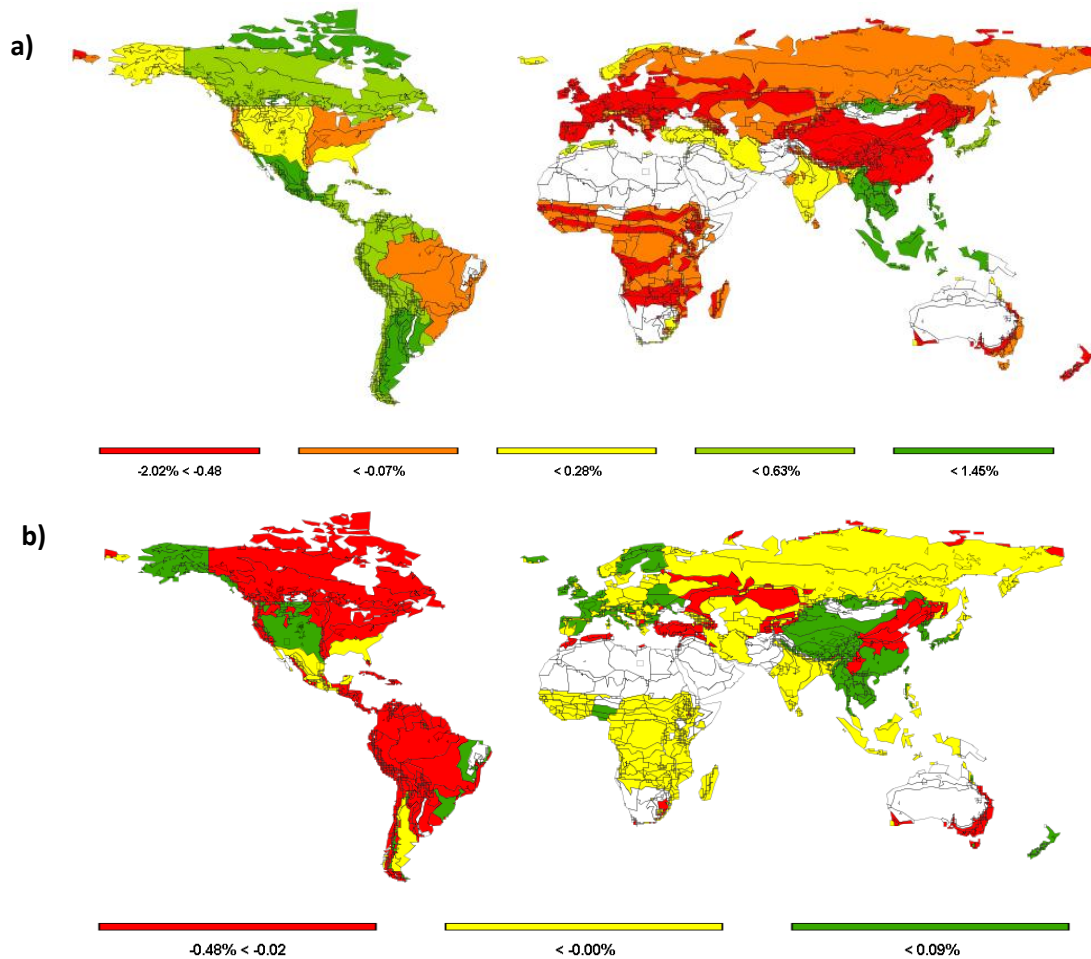 a)
-2.02% < -0.48 < -0.07% < 0.28% < 0.63% < 1.45%
b)
-0.48% < -0.02 < -0.00% < 0.09%